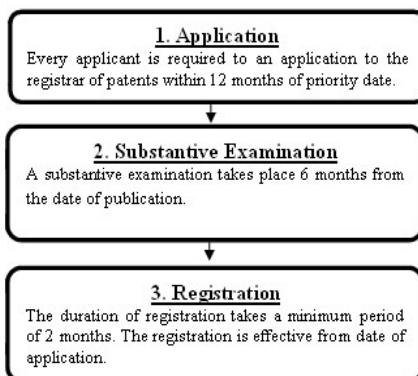 1. Application
Every applicant is required to an application to the
registrar of patents within 12 months of priority date.
2. Substantive Examination
A substantive examination takes place 6 months from
the date of publication.
3. Registration
The duration of registration takes a minimum period
of 2 months. The registration is effective from date of
application.